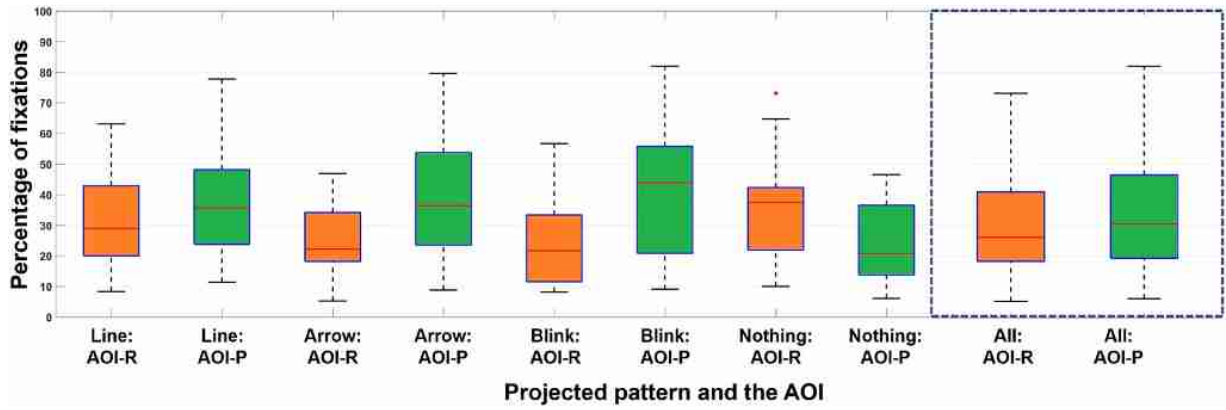 Percentage of fixations
100
90
80
70
60
50
40
30
20
10
0
Line: AOI-R
Line: AOI-P
Arrow: AOI-R
Arrow: AOI-P
Blink: AOI-R
Blink: AOI-P
Nothing: AOI-R
Nothing: AOI-P
All: AOI-R
All: AOI-P
Projected pattern and the AOI